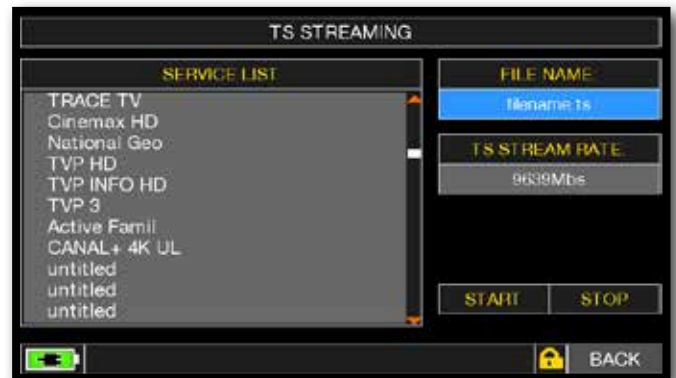 TS STREAMING
SERVICE LIST
TRACE TV
Cinemax HD
National Geo
TVP HD
TVP INFO HD
TVP 3
Active Famil
CANAL+ 4K UL
untitled
untitled
untitled
FILE NAME
filename.ts
TS STREAM RATE
9639Mbs
START STOP
BACK